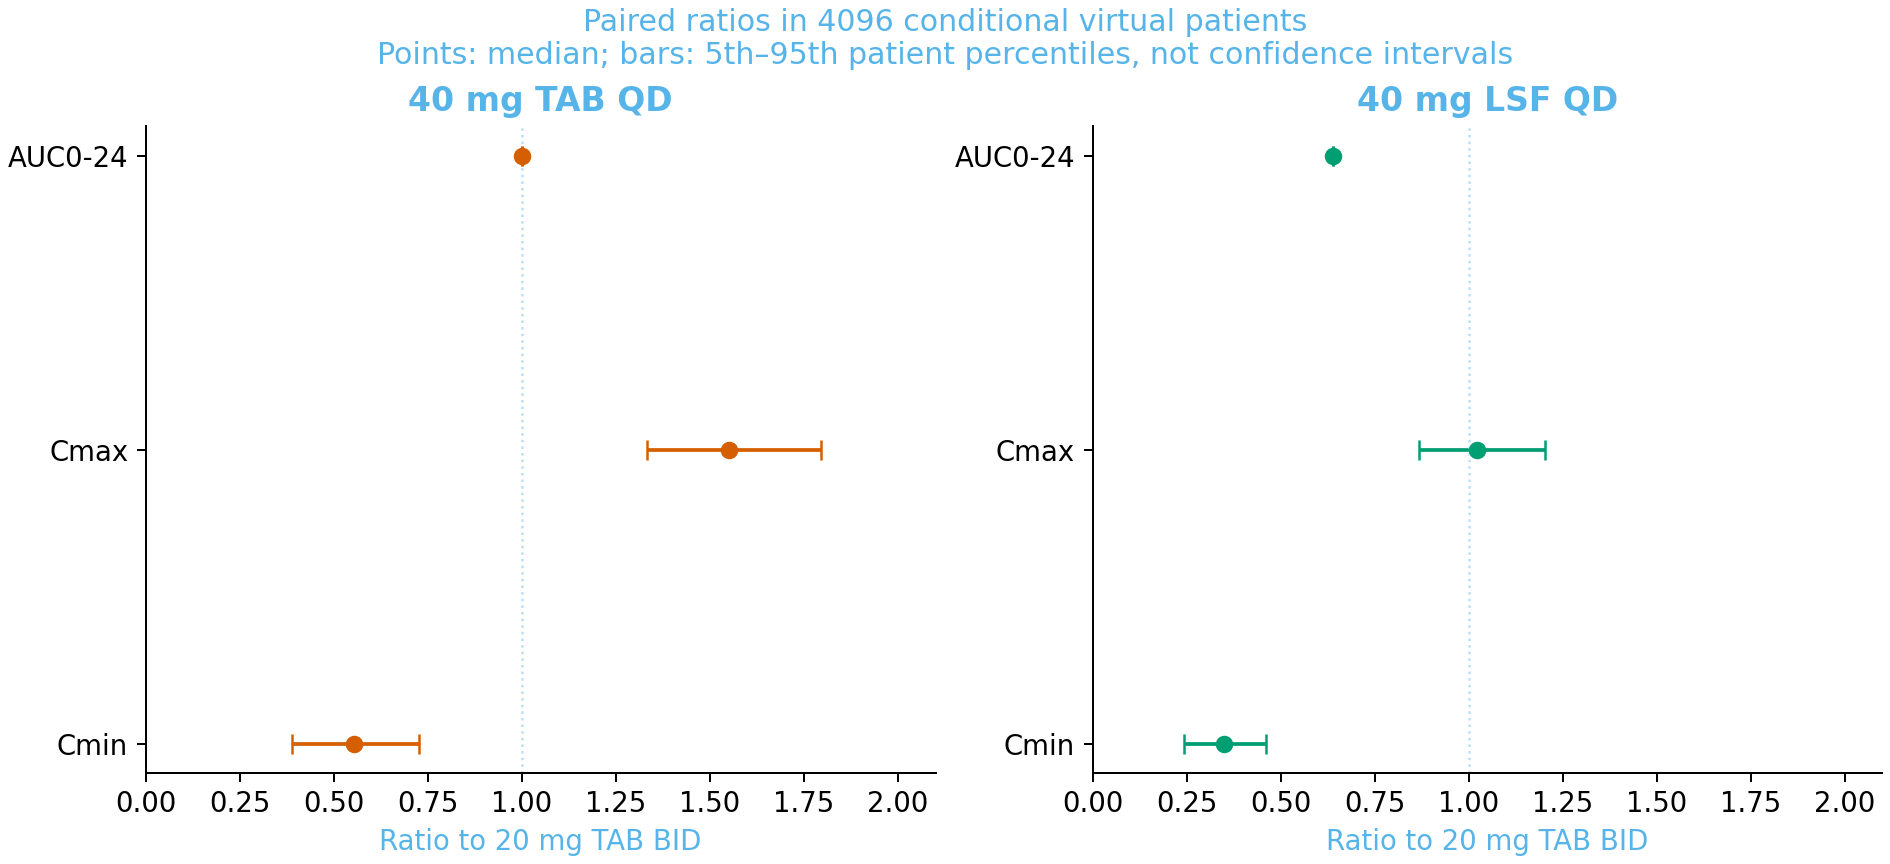 Paired ratios in 4096 conditional virtual patients
Points: median; bars: 5th–95th patient percentiles, not confidence intervals
40 mg TAB QD
AUC0-24
Cmax
Cmin
0.00 0.25 0.50 0.75 1.00 1.25 1.50 1.75 2.00
Ratio to 20 mg TAB BID
40 mg LSF QD
AUC0-24
Cmax
Cmin
0.00 0.25 0.50 0.75 1.00 1.25 1.50 1.75 2.00
Ratio to 20 mg TAB BID